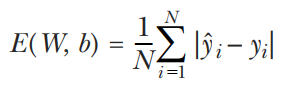 E(W, b) = \frac{1}{N} \sum_{i=1}^{N} |\hat{y}_i - y_i|